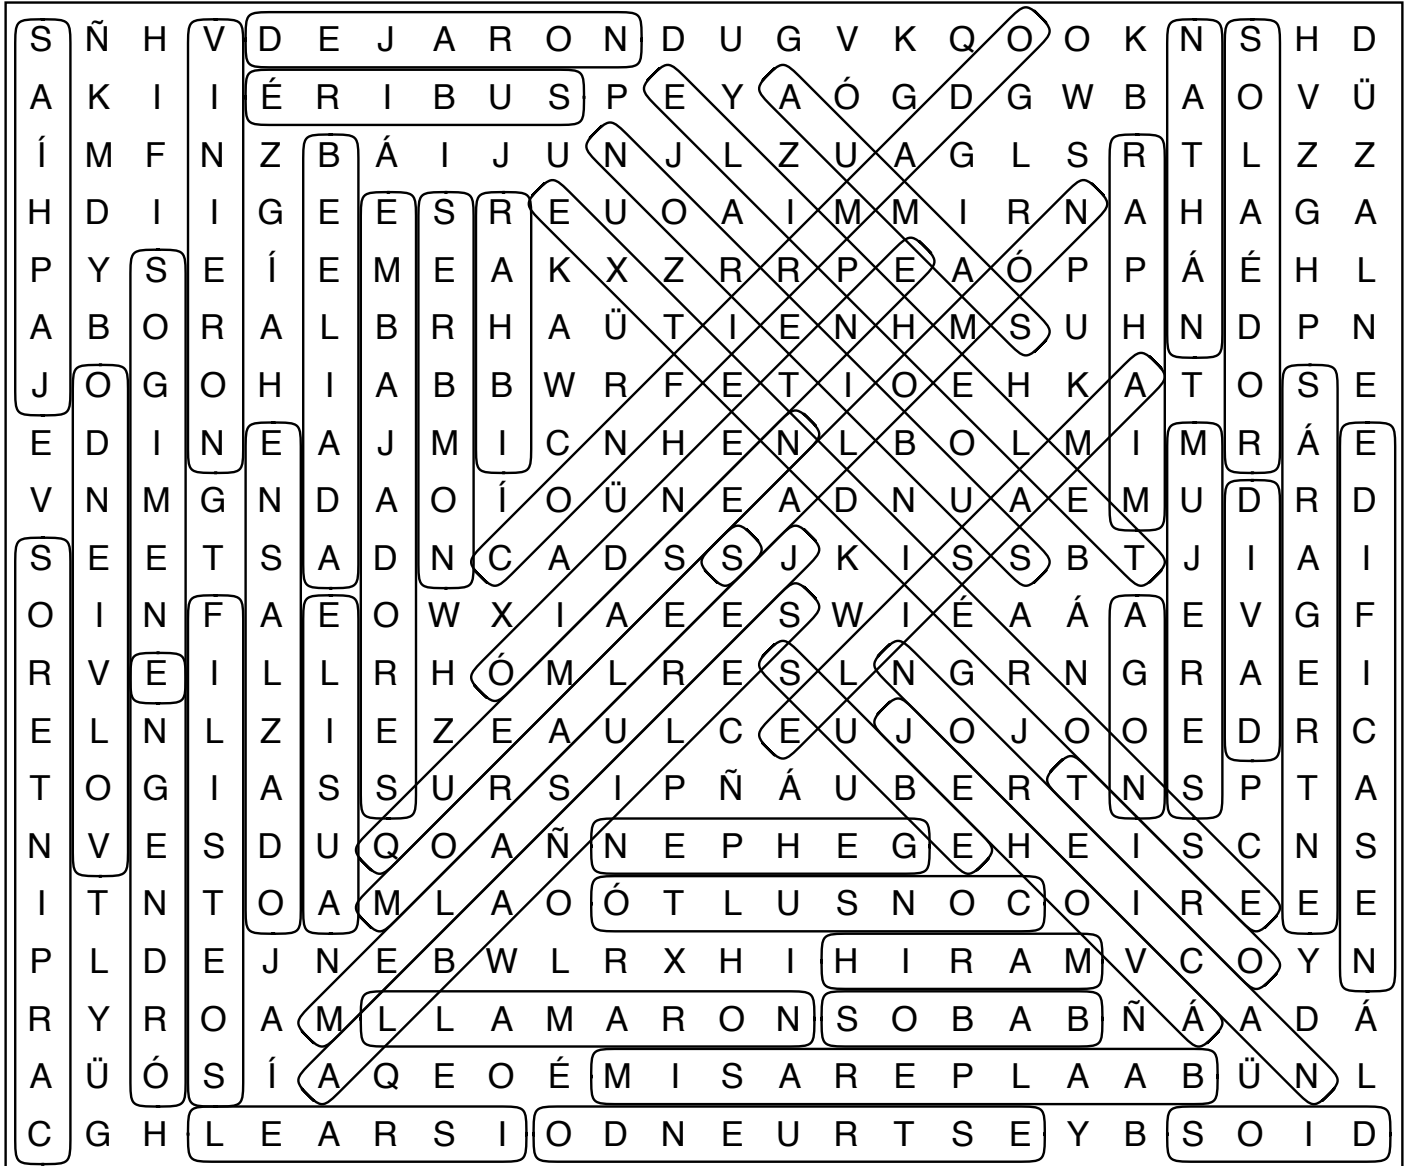 S Ñ H V D E J A R O N D U G V K Q O O K N S H D
A K I I É R I B U S P E Y A Ó G D G W B A O V Ü
Í M F N Z B Á I J U N J L Z U A G L S R T L Z Z
H D I I G E E S R E U O A I M M I R N A H A G A
P Y S E Í E M E A K X Z R R P E A Ó P P Á É H L
A B O R A L B R H A Ü T I E N H M S U H N D P N
J O G O H I A B B W R F E T I O E H K A T O S E
E D I N E A J M I C N H E N L B O L M I M R Á E
V N M G N D A O Í O Ü N E A D N U A E M U D R D
S E E T S A D N C A D S S J K I S S B T J I A I
O I N F A E O W X I A E E S W I É A Á A E V G F
R V E I L L R H Ó M L R E S L N G R N G R A E I
E L N L Z I E Z E A U L C E U J O J O O E D R C
T O G I A S S U R S I P Ñ Á U B E R T N S P T A
N V E S D U Q O A Ñ N E P H E G E H E I S C N S
I T N T O A M L A O Ó T L U S N O C O I R E E E
P L D E J N E B W L R X H I H I R A M V C O Y N
R Y R O A M L L A M A R O N S O B A B Ñ Á A D Á
A Ü Ó S Í A Q E O É M I S A R E P L A A B Ü N L
C G H L E A R S I O D N E U R T S E Y B S O I D